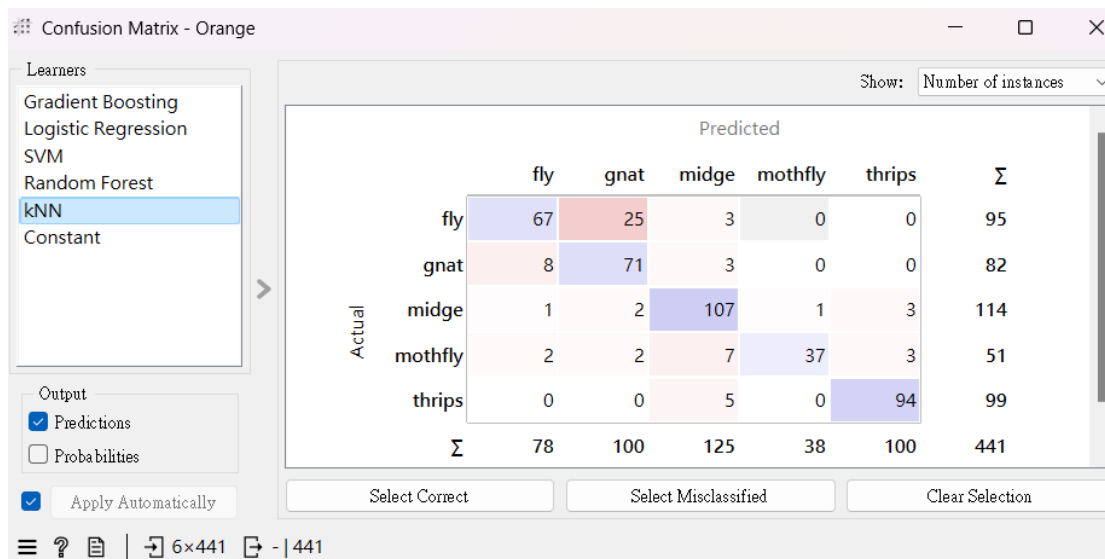 Confusion Matrix - Orange
Learners
Gradient Boosting
Logistic Regression
SVM
Random Forest
kNN
Constant
Output
Predictions
Probabilities
Apply Automatically
Show: Number of instances
Predicted
fly gnat midge mothfly thrips Σ
Actual
fly 67 25 3 0 0 95
gnat 8 71 3 0 0 82
midge 1 2 107 1 3 114
mothfly 2 2 7 37 3 51
thrips 0 0 5 0 94 99
Σ 78 100 125 38 100 441
Select Correct Select Misclassified Clear Selection
6×441 - | 441